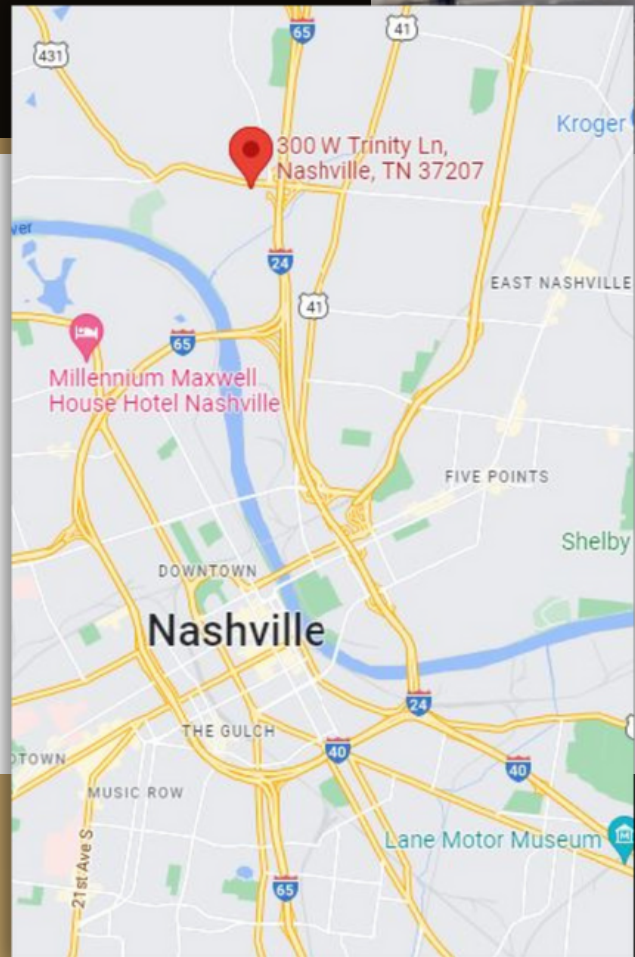 65
41
431
Kroger
300 W Trinity Ln,
Nashville, TN 37207
24
EAST NASHVILLE
41
65
Millennium Maxwell
House Hotel Nashville
FIVE POINTS
Shelby
DOWNTOWN
Nashville
24
THE GULCH
40
40
MUSIC ROW
Lane Motor Museum
21st Ave S
65